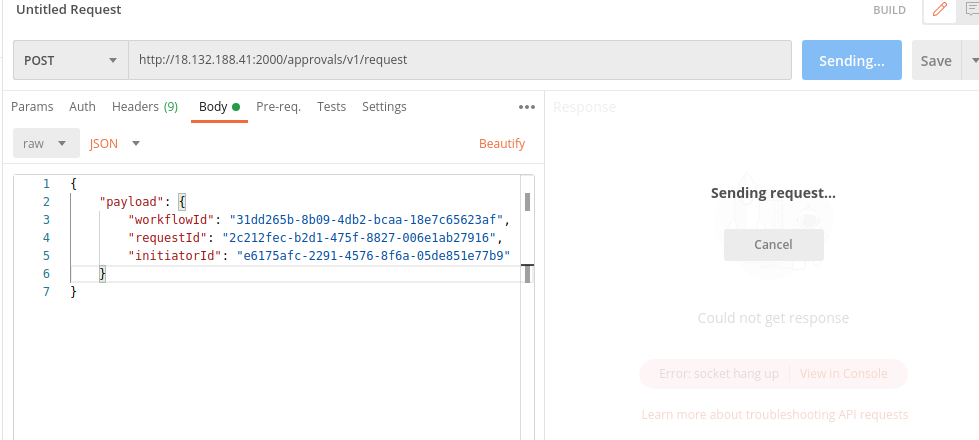 Untitled Request
BUILD
POST
http://18.132.188.41:2000/approvals/v1/request
Sending...
Save
Params Auth Headers (9) Body Pre-req. Tests Settings
Response
raw JSON Beautify
1 {
2 "payload": {
3 "workflowId": "31dd265b-8b09-4db2-bcaa-18e7c65623af",
4 "requestId": "2c212fec-b2d1-475f-8827-006e1ab27916",
5 "initiatorId": "e6175afc-2291-4576-8f6a-05de851e77b9"
6 }
7 }
Sending request...
Cancel
Could not get response
Error: socket hang up View in Console
Learn more about troubleshooting API requests